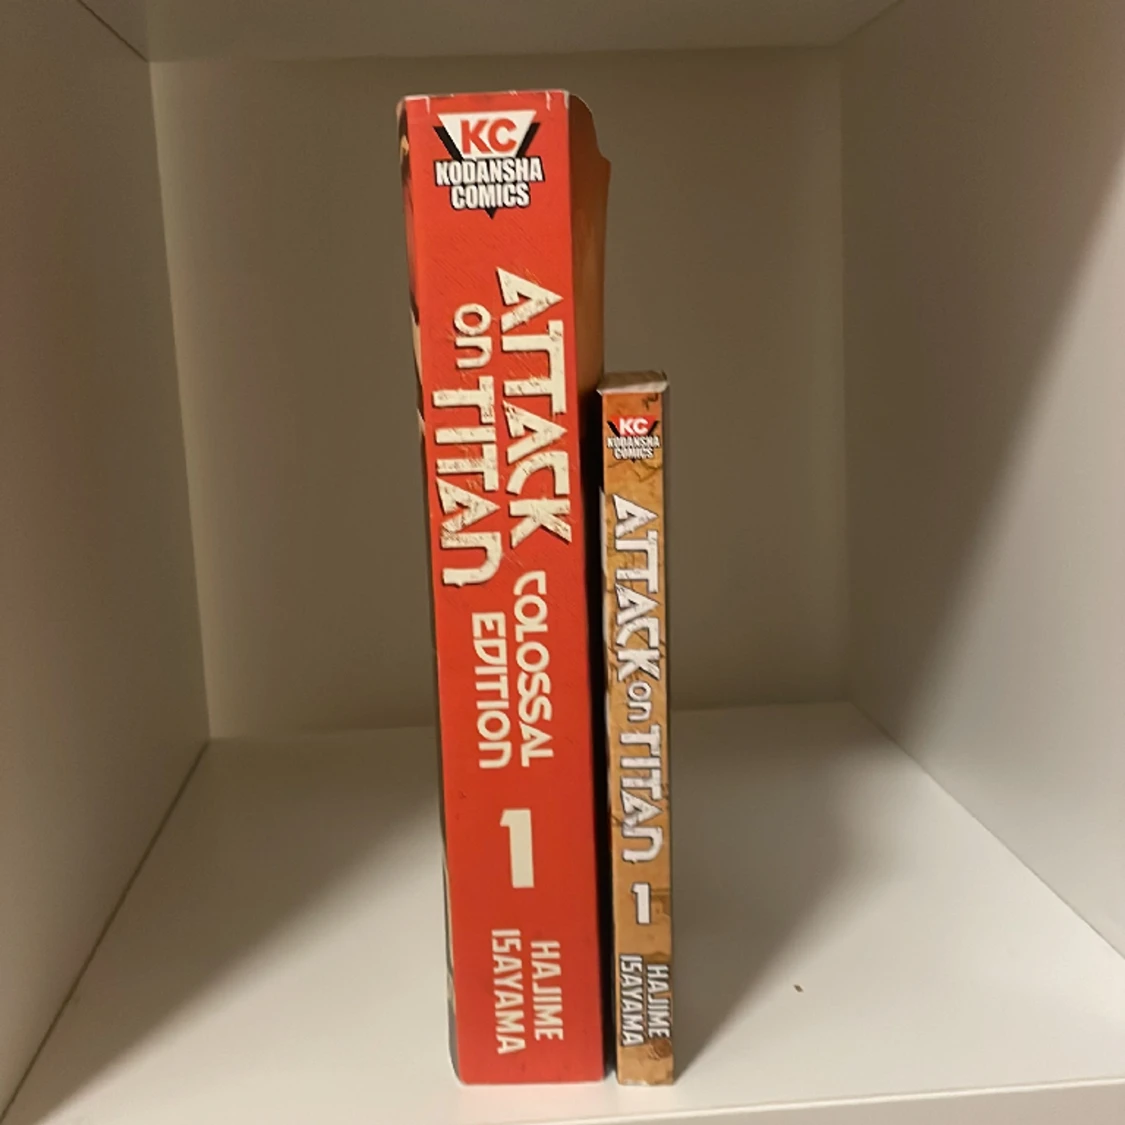 KC
KODANSHA
COMICS
ATTACK
on TITAN
COLOSSAL
EDITION
1
HAJIME
ISAYAMA
KC
KODANSHA
COMICS
ATTACK on TITAN
1
HAJIME
ISAYAMA